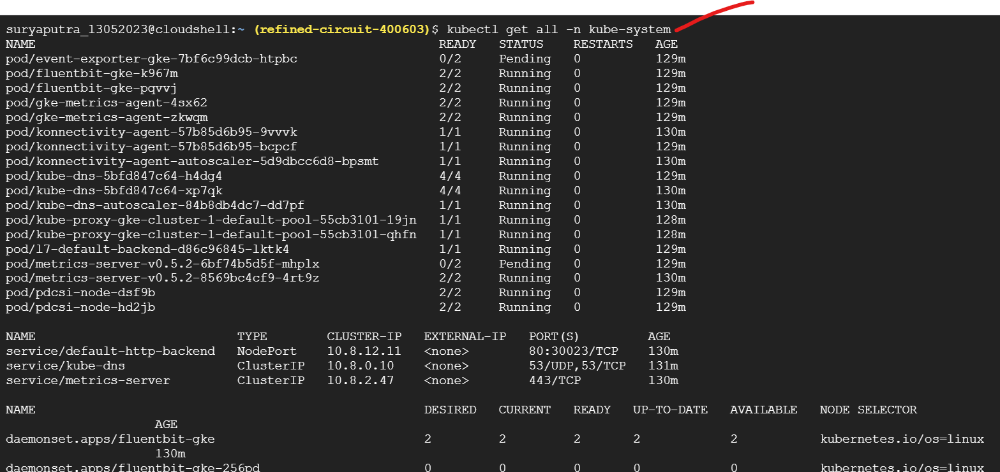 suryaputra_13052023@cloudshell:~ (refined-circuit-400603)$ kubectl get all -n kube-system
NAME READY STATUS RESTARTS AGE
pod/event-exporter-gke-7bf6c99dcb-htpbc 0/2 Pending 0 129m
pod/fluentbit-gke-k967m 2/2 Running 0 129m
pod/fluentbit-gke-pqvvj 2/2 Running 0 129m
pod/gke-metrics-agent-4sx62 2/2 Running 0 129m
pod/gke-metrics-agent-zkwqm 2/2 Running 0 129m
pod/konnectivity-agent-57b85d6b95-9vvvk 1/1 Running 0 130m
pod/konnectivity-agent-57b85d6b95-bcpcf 1/1 Running 0 129m
pod/konnectivity-agent-autoscaler-5d9dbcc6d8-bpsmt 1/1 Running 0 130m
pod/kube-dns-5bfd847c64-h4dg4 4/4 Running 0 129m
pod/kube-dns-5bfd847c64-xp7qk 4/4 Running 0 130m
pod/kube-dns-autoscaler-84b8db4dc7-dd7pf 1/1 Running 0 130m
pod/kube-proxy-gke-cluster-1-default-pool-55cb3101-19jn 1/1 Running 0 128m
pod/kube-proxy-gke-cluster-1-default-pool-55cb3101-qhfn 1/1 Running 0 128m
pod/l7-default-backend-d86c96845-lktk4 1/1 Running 0 129m
pod/metrics-server-v0.5.2-6bf74b5d5f-mhplx 0/2 Pending 0 129m
pod/metrics-server-v0.5.2-8569bc4cf9-4rt9z 2/2 Running 0 130m
pod/pdcsi-node-dsf9b 2/2 Running 0 129m
pod/pdcsi-node-hd2jb 2/2 Running 0 129m
NAME TYPE CLUSTER-IP EXTERNAL-IP PORT(S) AGE
service/default-http-backend NodePort 10.8.12.11 <none> 80:30023/TCP 130m
service/kube-dns ClusterIP 10.8.0.10 <none> 53/UDP,53/TCP 131m
service/metrics-server ClusterIP 10.8.2.47 <none> 443/TCP 130m
NAME DESIRED CURRENT READY UP-TO-DATE AVAILABLE NODE SELECTOR
AGE
daemonset.apps/fluentbit-gke 2 2 2 2 2 kubernetes.io/os=linux
130m
daemonset.apps/fluentbit-gke-256pd 0 0 0 0 0 kubernetes.io/os=linux